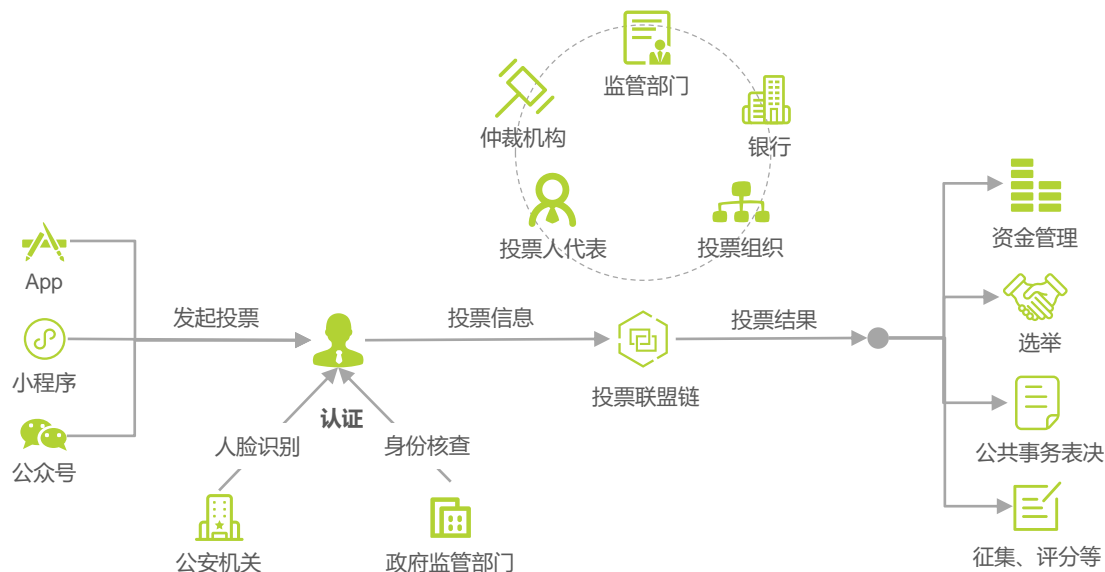 监管部门
仲裁机构
银行
投票人代表
投票组织
App
小程序
公众号
发起投票
认证
人脸识别
身份核查
公安机关
政府监管部门
投票信息
投票联盟链
投票结果
资金管理
选举
公共事务表决
征集、评分等